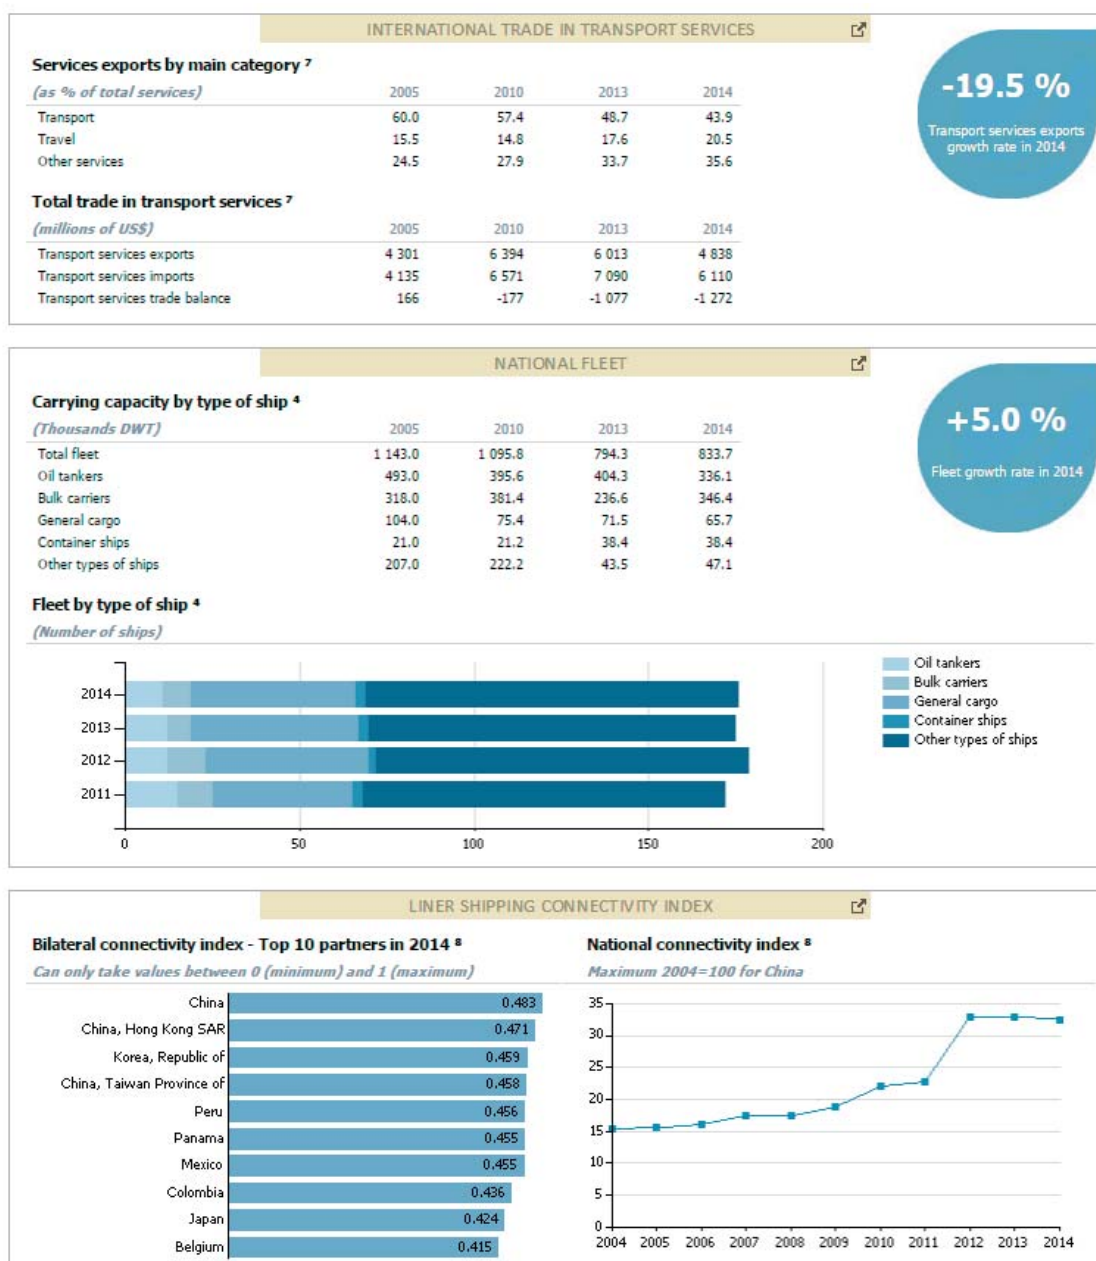 INTERNATIONAL TRADE IN TRANSPORT SERVICES
Services exports by main category ⁷
(as % of total services) 2005 2010 2013 2014
Transport 60.0 57.4 48.7 43.9
Travel 15.5 14.8 17.6 20.5
Other services 24.5 27.9 33.7 35.6
-19.5 %
Transport services exports
growth rate in 2014
Total trade in transport services ⁷
(millions of US$) 2005 2010 2013 2014
Transport services exports 4 301 6 394 6 013 4 838
Transport services imports 4 135 6 571 7 090 6 110
Transport services trade balance 166 -177 -1 077 -1 272
NATIONAL FLEET
Carrying capacity by type of ship ⁴
(Thousands DWT) 2005 2010 2013 2014
Total fleet 1 143.0 1 095.8 794.3 833.7
Oil tankers 493.0 395.6 404.3 336.1
Bulk carriers 318.0 381.4 236.6 346.4
General cargo 104.0 75.4 71.5 65.7
Container ships 21.0 21.2 38.4 38.4
Other types of ships 207.0 222.2 43.5 47.1
+5.0 %
Fleet growth rate in 2014
Fleet by type of ship ⁴
(Number of ships)
2014
2013
2012
2011
0 50 100 150 200
Oil tankers
Bulk carriers
General cargo
Container ships
Other types of ships
LINER SHIPPING CONNECTIVITY INDEX
Bilateral connectivity index - Top 10 partners in 2014 ⁸
Can only take values between 0 (minimum) and 1 (maximum)
China 0.483
China, Hong Kong SAR 0.471
Korea, Republic of 0.459
China, Taiwan Province of 0.458
Peru 0.456
Panama 0.455
Mexico 0.455
Colombia 0.436
Japan 0.424
Belgium 0.415
National connectivity index ⁸
Maximum 2004=100 for China
35
30
25
20
15
10
5
0
2004 2005 2006 2007 2008 2009 2010 2011 2012 2013 2014